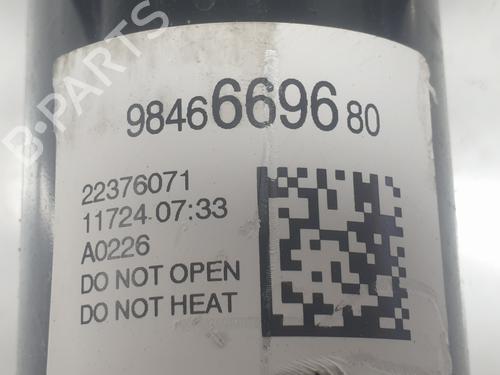 B-PARTS
9846669680
22376071
11724 07:33
A0226
DO NOT OPEN
DO NOT HEAT